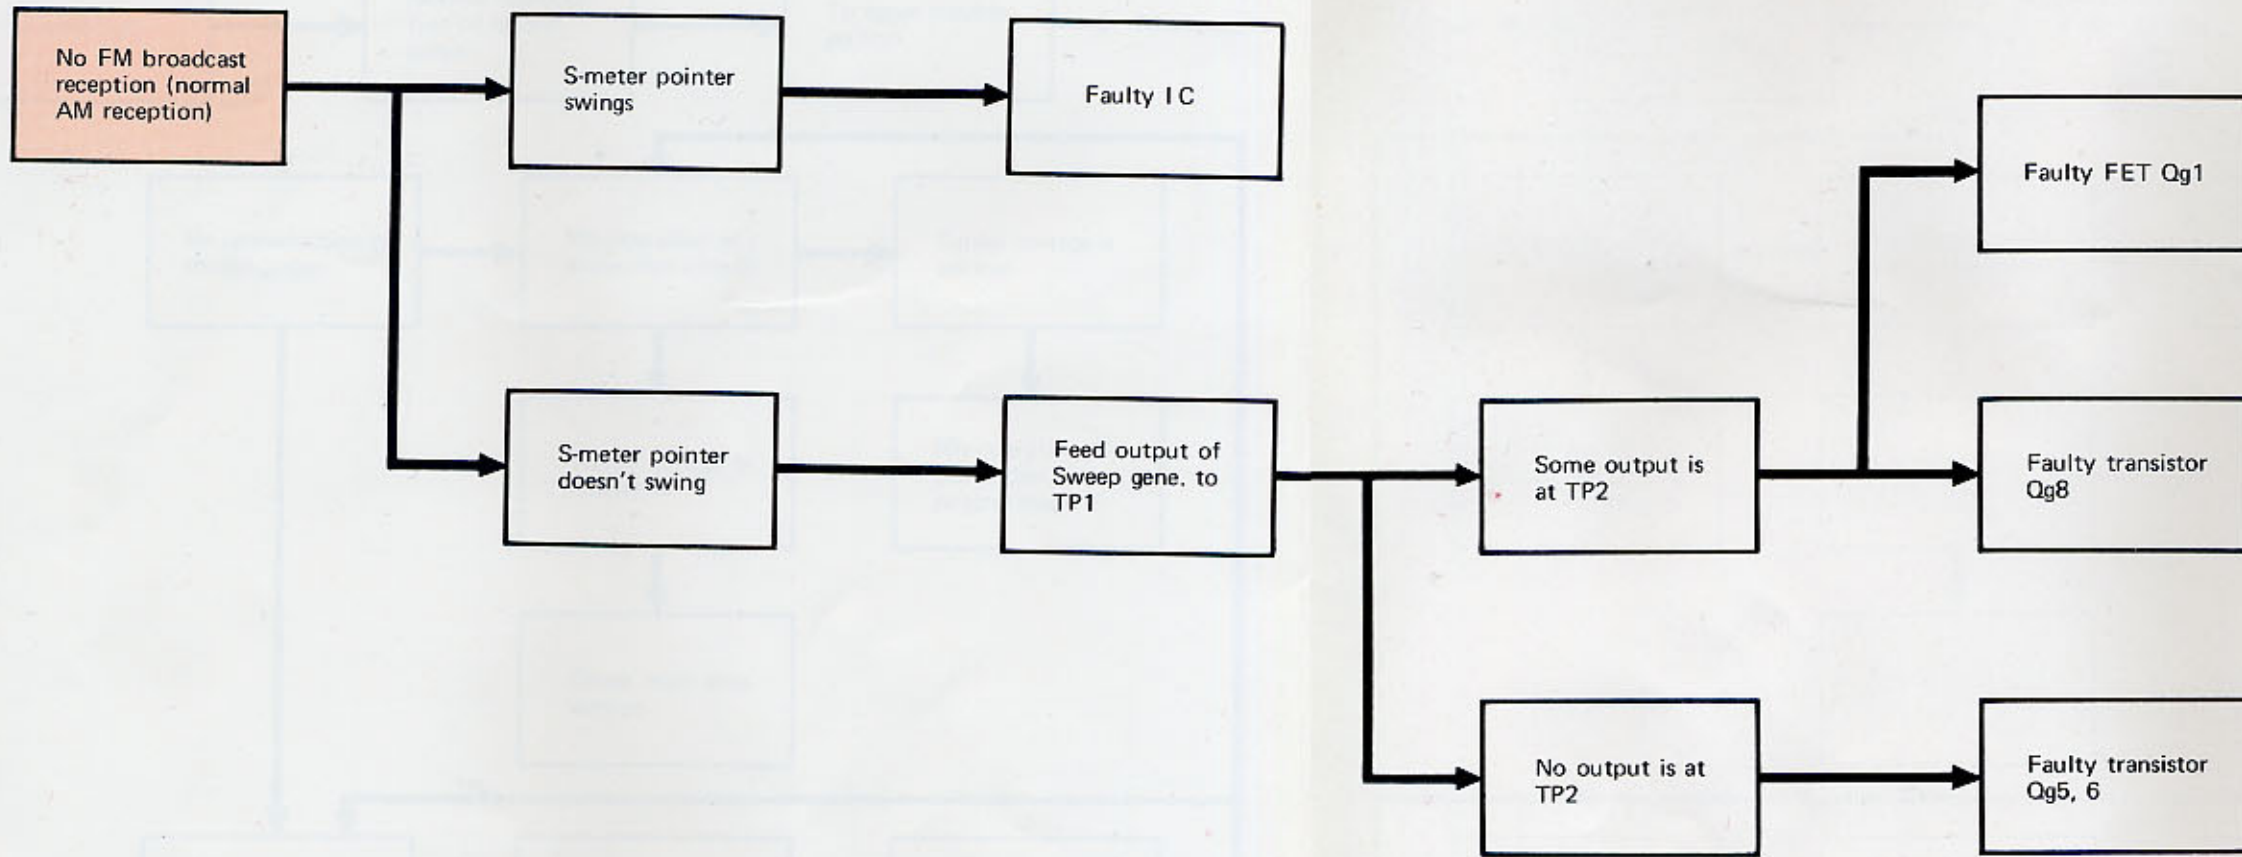 No FM broadcast
reception (normal
AM reception)
S-meter pointer
swings
Faulty IC
Faulty FET Qg1
S-meter pointer
doesn't swing
Feed output of
Sweep gene. to
TP1
Some output is
at TP2
Faulty transistor
Qg8
No output is at
TP2
Faulty transistor
Qg5, 6